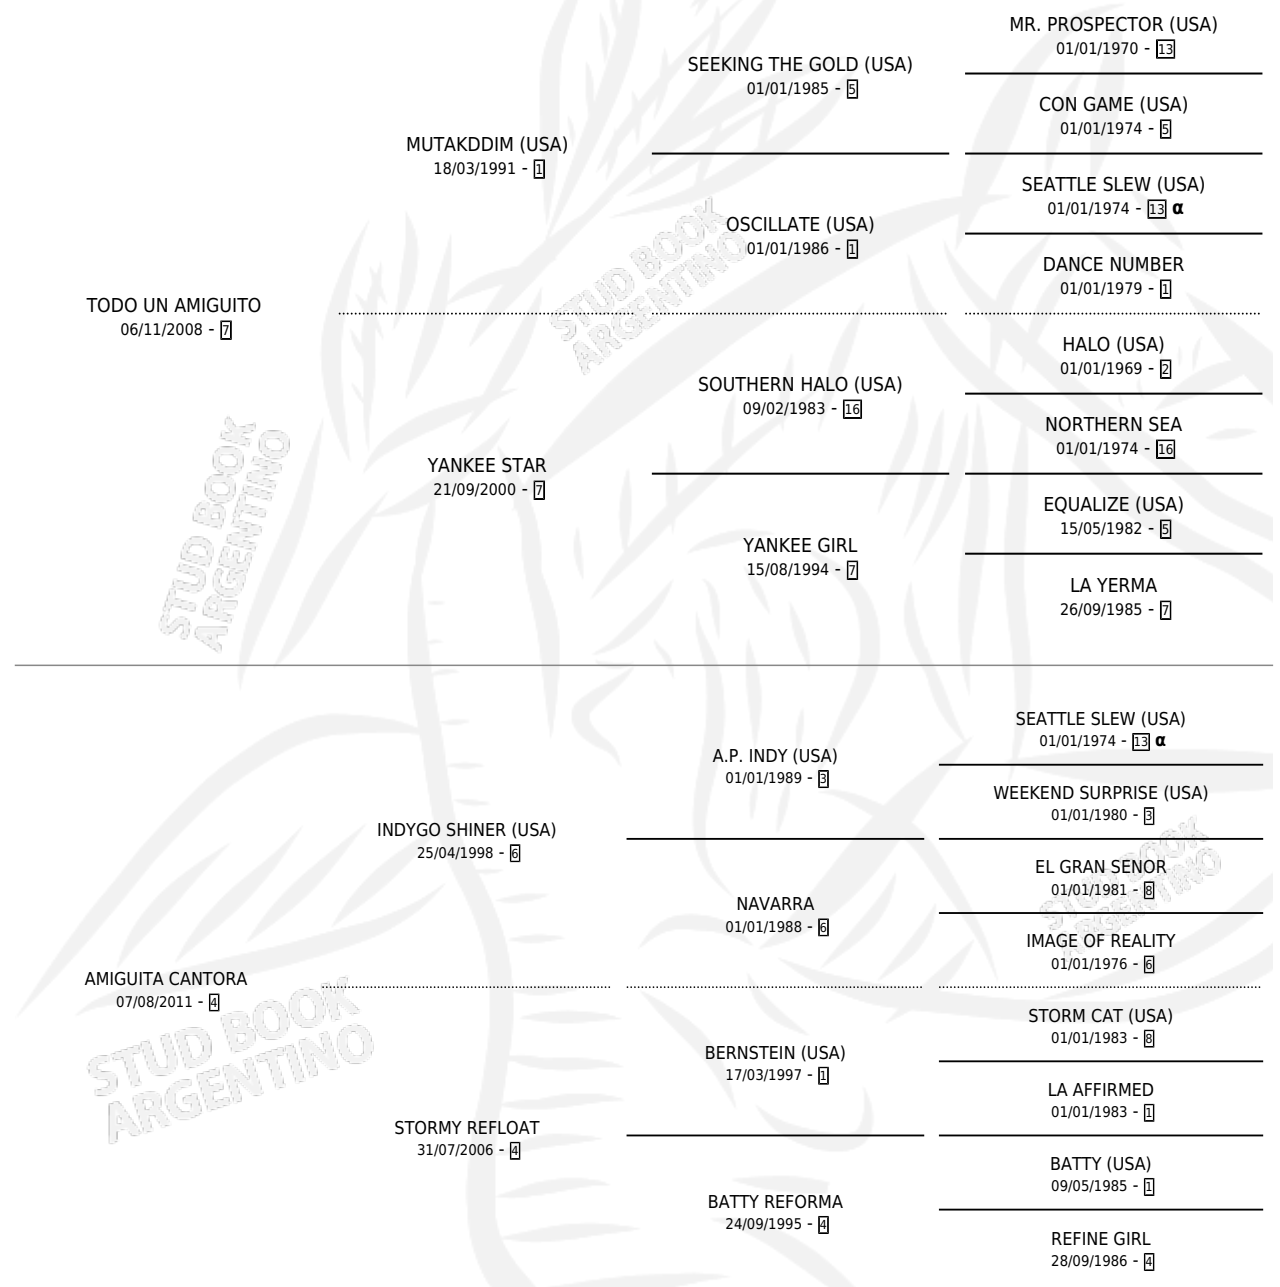 MR. PROSPECTOR (USA)
01/01/1970 - 13
SEEKING THE GOLD (USA)
01/01/1985 - 5
CON GAME (USA)
01/01/1974 - 5
MUTAKDDIM (USA)
18/03/1991 - 1
SEATTLE SLEW (USA)
01/01/1974 - 13 α
OSCILLATE (USA)
01/01/1986 - 1
DANCE NUMBER
01/01/1979 - 1
TODO UN AMIGUITO
06/11/2008 - 7
HALO (USA)
01/01/1969 - 2
SOUTHERN HALO (USA)
09/02/1983 - 16
NORTHERN SEA
01/01/1974 - 16
YANKEE STAR
21/09/2000 - 7
EQUALIZE (USA)
15/05/1982 - 5
YANKEE GIRL
15/08/1994 - 7
LA YERMA
26/09/1985 - 7
SEATTLE SLEW (USA)
01/01/1974 - 13 α
A.P. INDY (USA)
01/01/1989 - 3
WEEKEND SURPRISE (USA)
01/01/1980 - 3
INDYGO SHINER (USA)
25/04/1998 - 6
EL GRAN SENOR
01/01/1981 - 8
NAVARRA
01/01/1988 - 6
IMAGE OF REALITY
01/01/1976 - 6
AMIGUITA CANTORA
07/08/2011 - 4
STORM CAT (USA)
01/01/1983 - 8
BERNSTEIN (USA)
17/03/1997 - 1
LA AFFIRMED
01/01/1983 - 1
STORMY REFLOAT
31/07/2006 - 4
BATTY (USA)
09/05/1985 - 1
BATTY REFORMA
24/09/1995 - 4
REFINE GIRL
28/09/1986 - 4
STUD BOOK
ARGENTINO
STUD BOOK
ARGENTINO
STUD BOOK
ARGENTINO
STUD BOOK
ARGENTINO